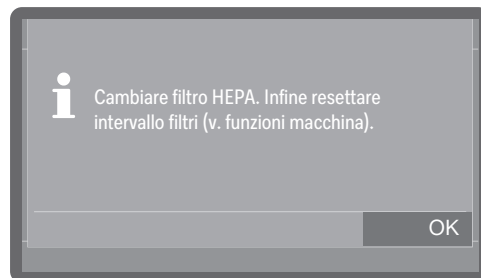 Cambiare filtro HEPA. Infine resettare
intervallo filtri (v. funzioni macchina).
OK